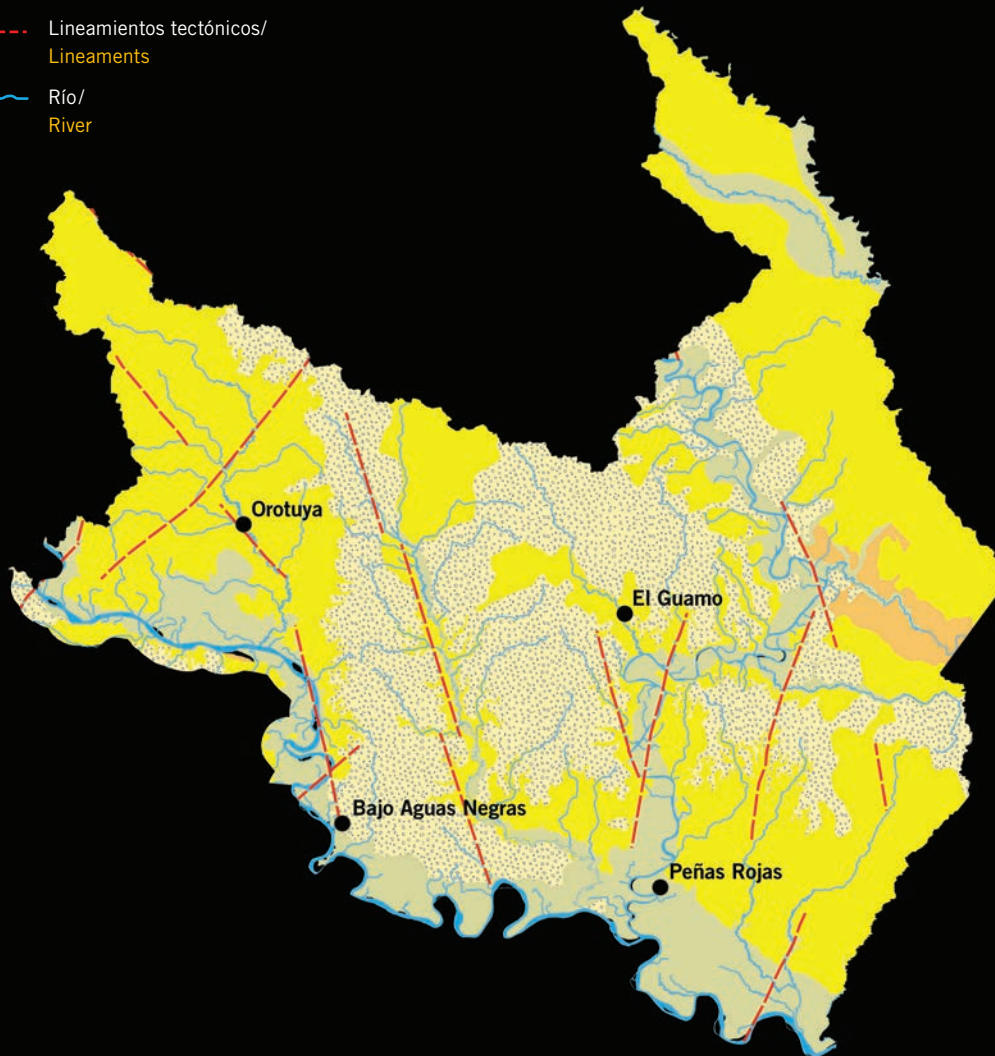 Lineamientos tectónicos/
Lineaments
Río/
River
Orotuya
El Guamo
Bajo Aguas Negras
Peñas Rojas